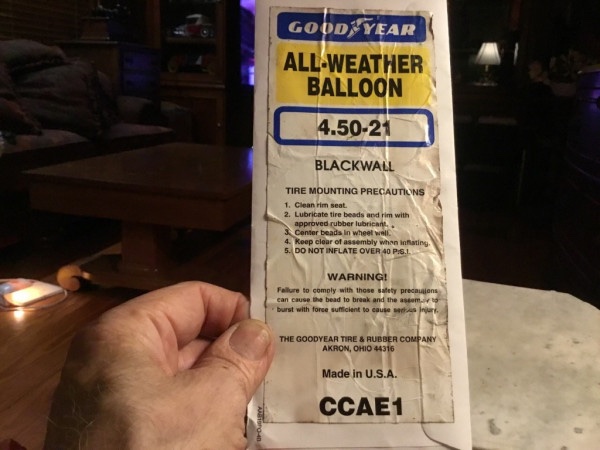 GOODYEAR
ALL-WEATHER
BALLOON
4.50-21
BLACKWALL
TIRE MOUNTING PRECAUTIONS
1. Clean rim seat.
2. Lubricate tire beads and rim with
approved rubber lubricant.
3. Center beads in wheel well.
4. Keep clear of assembly when inflating.
5. DO NOT INFLATE OVER 40 P.S.I.
WARNING!
Failure to comply with those safety precautions
can cause the bead to break and the assembly to
burst with force sufficient to cause serious injury.
THE GOODYEAR TIRE & RUBBER COMPANY
AKRON, OHIO 44316
Made in U.S.A.
CCAE1